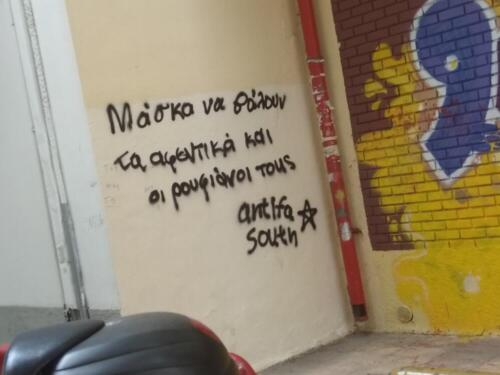 Μάσκα να βάλουν
τα αφεντικά και
οι ρουφιάνοι τους
antifa
south